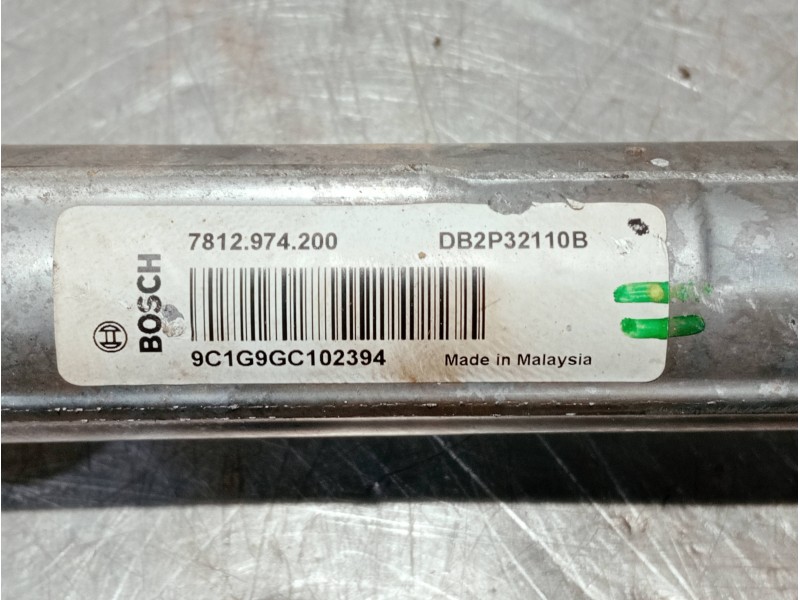 7812.974.200 DB2P32110B
BOSCH
9C1G9GC102394 Made in Malaysia